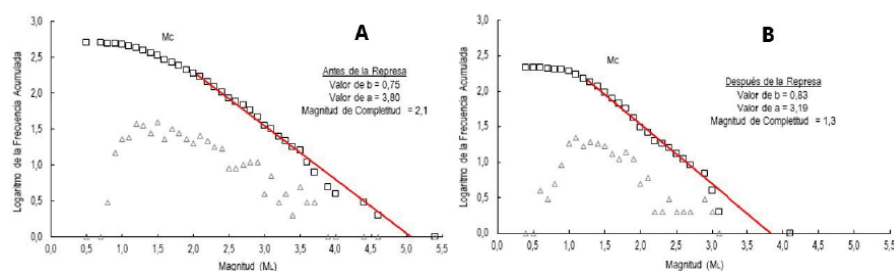 A
Mc
Antes de la Represa
Valor de b = 0,75
Valor de a = 3,80
Magnitud de Completitud = 2,1
Logaritmo de la Frecuencia Acumulada
3,0
2,5
2,0
1,5
1,0
0,5
0,0
0,0 0,5 1,0 1,5 2,0 2,5 3,0 3,5 4,0 4,5 5,0 5,5
Magnitud (ML)
B
Mc
Después de la Represa
Valor de b = 0,83
Valor de a = 3,19
Magnitud de Completitud = 1,3
Logaritmo de la Frecuencia Acumulada
3,0
2,5
2,0
1,5
1,0
0,5
0,0
0,0 0,5 1,0 1,5 2,0 2,5 3,0 3,5 4,0 4,5 5,0 5,5
Magnitud (ML)